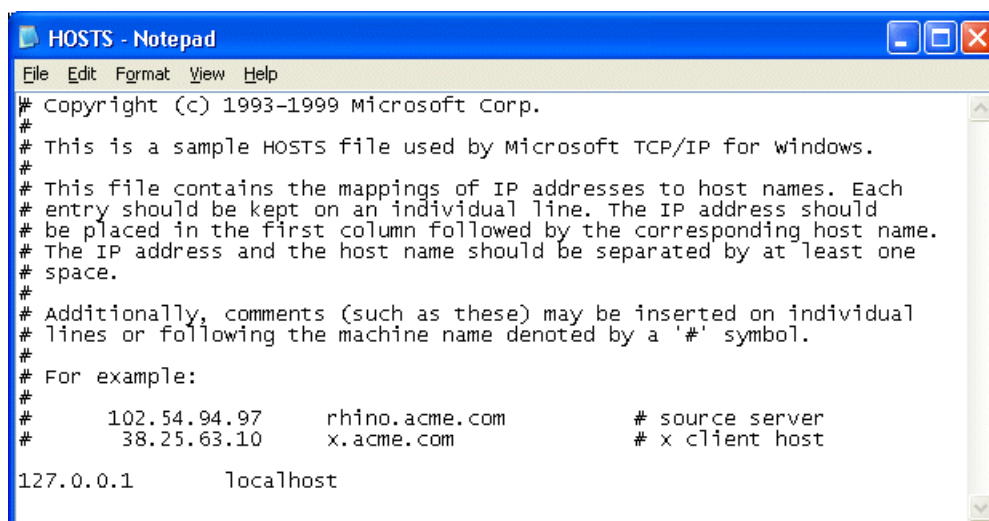 HOSTS - Notepad
File Edit Format View Help
# Copyright (c) 1993-1999 Microsoft Corp.
#
# This is a sample HOSTS file used by Microsoft TCP/IP for Windows.
#
# This file contains the mappings of IP addresses to host names. Each
# entry should be kept on an individual line. The IP address should
# be placed in the first column followed by the corresponding host name.
# The IP address and the host name should be separated by at least one
# space.
#
# Additionally, comments (such as these) may be inserted on individual
# lines or following the machine name denoted by a '#' symbol.
#
# For example:
#
#      102.54.94.97     rhino.acme.com          # source server
#       38.25.63.10     x.acme.com              # x client host

127.0.0.1       localhost